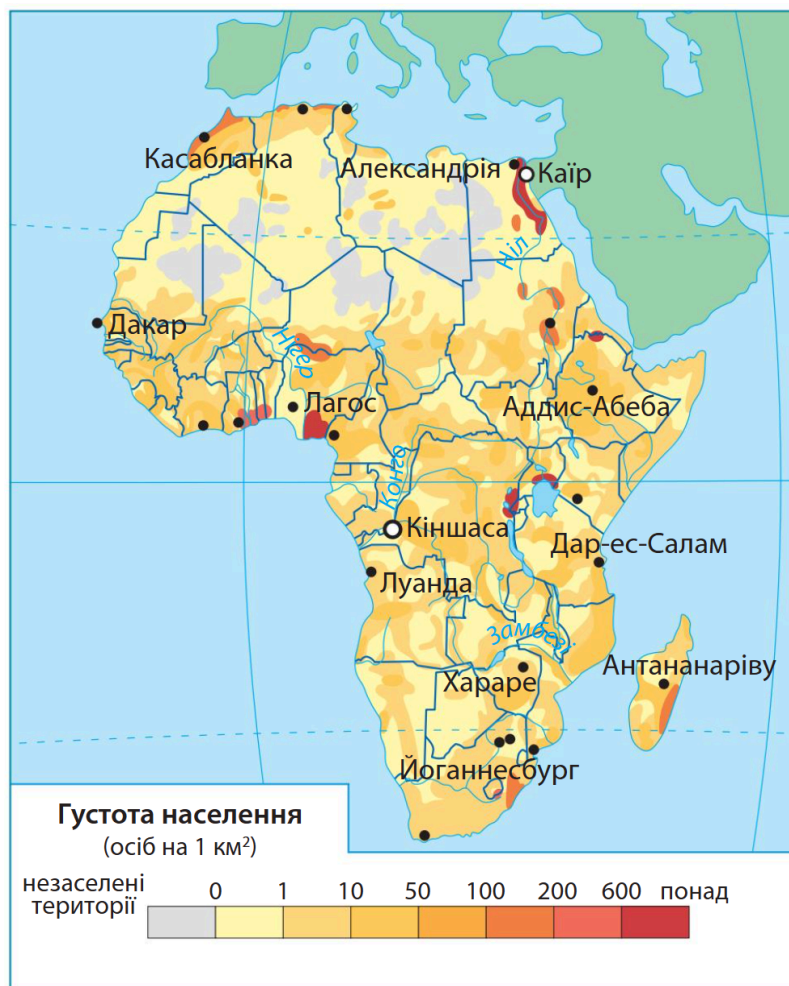 Касабланка
Александрія
Каїр
Ніл
Дакар
Нігер
Лагос
Аддис-Абеба
Конго
Кіншаса
Дар-ес-Салам
Луанда
Замбезі
Антананаріву
Хараре
Йоганнесбург
Густота населення
(осіб на 1 км²)
незаселені
території
0 1 10 50 100 200 600 понад